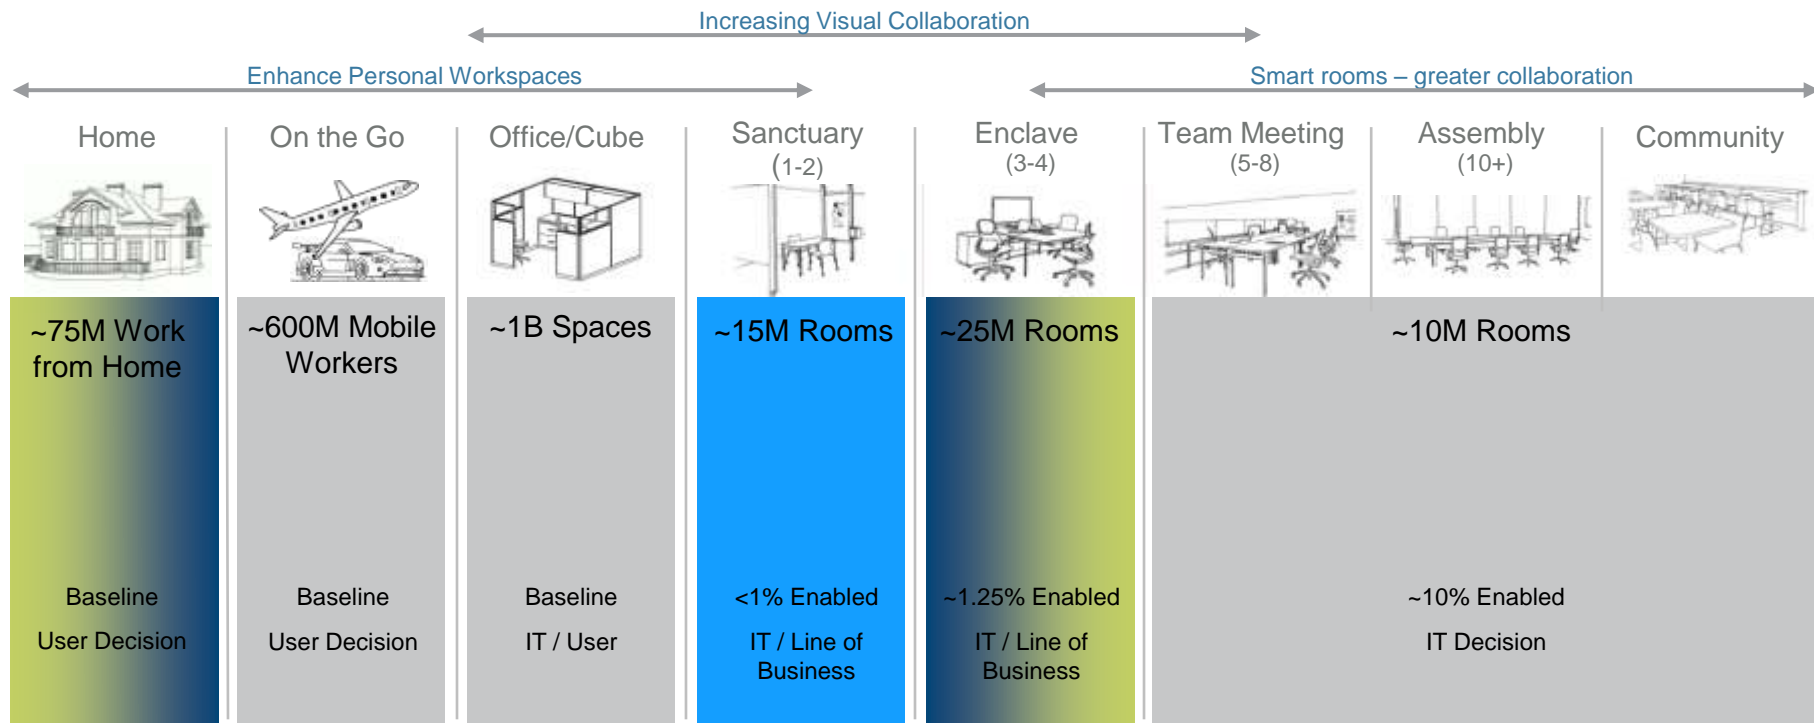 Increasing Visual Collaboration
Enhance Personal Workspaces
Smart rooms – greater collaboration
Home
On the Go
Office/Cube
Sanctuary
(1-2)
Enclave
(3-4)
Team Meeting
(5-8)
Assembly
(10+)
Community
~75M Work
from Home
~600M Mobile
Workers
~1B Spaces
~15M Rooms
~25M Rooms
~10M Rooms
Baseline
User Decision
Baseline
User Decision
Baseline
IT / User
<1% Enabled
IT / Line of
Business
~1.25% Enabled
IT / Line of
Business
~10% Enabled
IT Decision